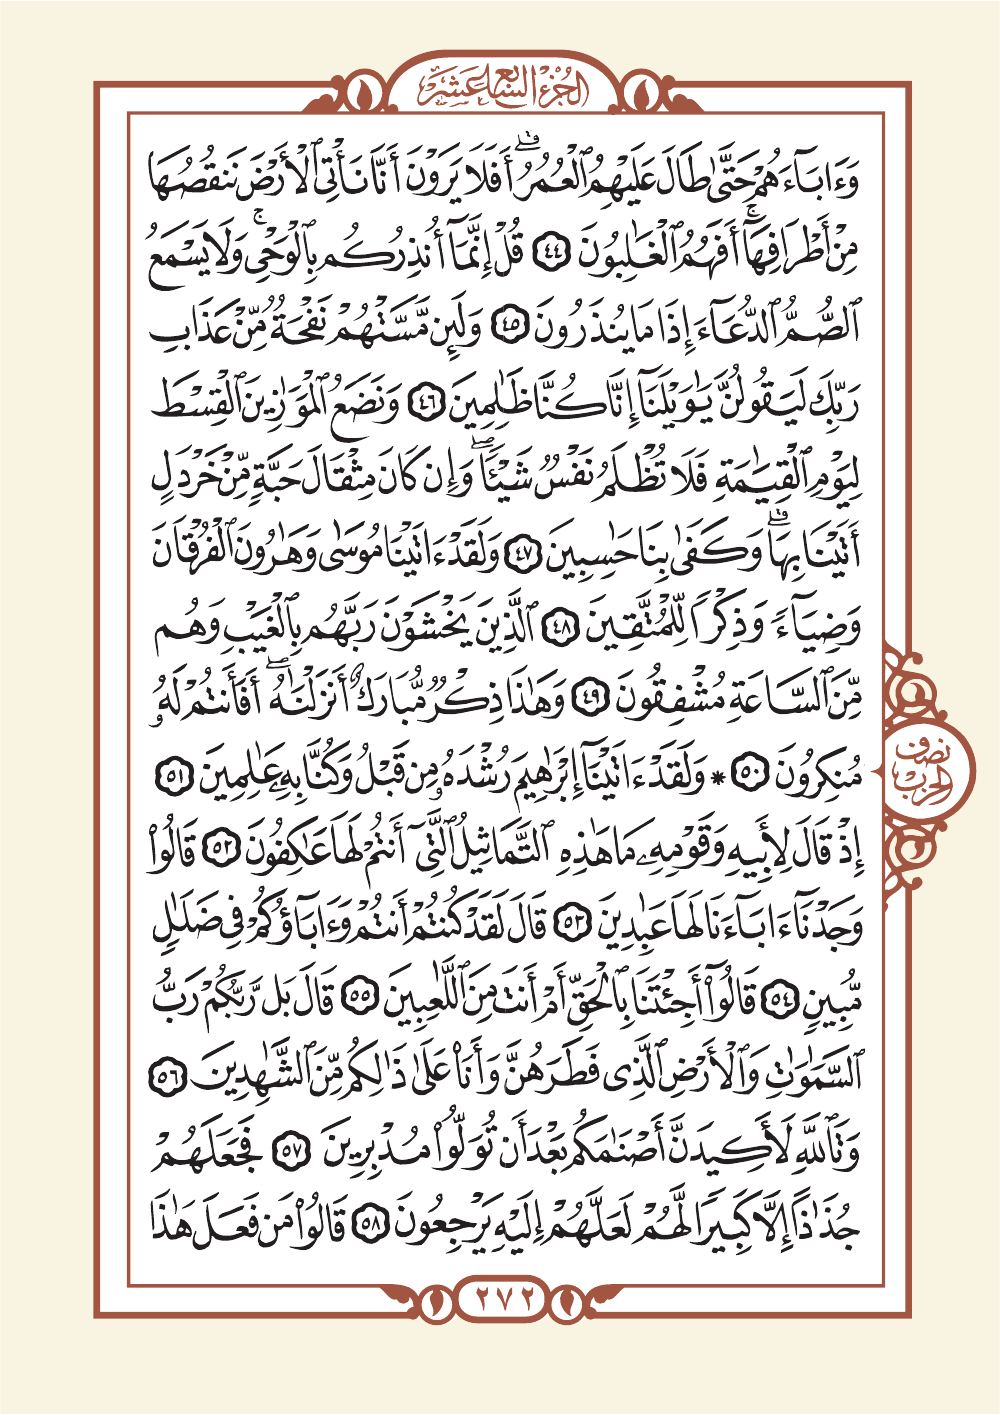 الجزء السابع عشر
وَءَابَآءَهُمۡ حَتَّىٰ طَالَ عَلَيۡهِمُ ٱلۡعُمُرُۗ أَفَلَا يَرَوۡنَ أَنَّا نَأۡتِي ٱلۡأَرۡضَ نَنقُصُهَا
مِنۡ أَطۡرَافِهَآۚ أَفَهُمُ ٱلۡغَٰلِبُونَ ٤٤ قُلۡ إِنَّمَآ أُنذِرُكُم بِٱلۡوَحۡيِۚ وَلَا يَسۡمَعُ
ٱلصُّمُّ ٱلدُّعَآءَ إِذَا مَا يُنذَرُونَ ٤٥ وَلَئِن مَّسَّتۡهُمۡ نَفۡحَةٞ مِّنۡ عَذَابِ
رَبِّكَ لَيَقُولُنَّ يَٰوَيۡلَنَآ إِنَّا كُنَّا ظَٰلِمِينَ ٤٦ وَنَضَعُ ٱلۡمَوَٰزِينَ ٱلۡقِسۡطَ
لِيَوۡمِ ٱلۡقِيَٰمَةِ فَلَا تُظۡلَمُ نَفۡسٞ شَيۡـٔٗاۖ وَإِن كَانَ مِثۡقَالَ حَبَّةٖ مِّنۡ خَرۡدَلٍ
أَتَيۡنَا بِهَاۗ وَكَفَىٰ بِنَا حَٰسِبِينَ ٤٧ وَلَقَدۡ ءَاتَيۡنَا مُوسَىٰ وَهَٰرُونَ ٱلۡفُرۡقَانَ
وَضِيَآءٗ وَذِكۡرٗا لِّلۡمُتَّقِينَ ٤٨ ٱلَّذِينَ يَخۡشَوۡنَ رَبَّهُم بِٱلۡغَيۡبِ وَهُم
مِّنَ ٱلسَّاعَةِ مُشۡفِقُونَ ٤٩ وَهَٰذَا ذِكۡرٞ مُّبَارَكٌ أَنزَلۡنَٰهُۖ أَفَأَنتُمۡ لَهُۥ
مُنكِرُونَ ٥٠ * وَلَقَدۡ ءَاتَيۡنَآ إِبۡرَٰهِيمَ رُشۡدَهُۥ مِن قَبۡلُ وَكُنَّا بِهِۦ عَٰلِمِينَ ٥١
نصف
الحزب
إِذۡ قَالَ لِأَبِيهِ وَقَوۡمِهِۦ مَا هَٰذِهِ ٱلتَّمَاثِيلُ ٱلَّتِيٓ أَنتُمۡ لَهَا عَٰكِفُونَ ٥٢ قَالُواْ
وَجَدۡنَآ ءَابَآءَنَا لَهَا عَٰبِدِينَ ٥٣ قَالَ لَقَدۡ كُنتُمۡ أَنتُمۡ وَءَابَآؤُكُمۡ فِي ضَلَٰلٖ
مُّبِينٖ ٥٤ قَالُوٓاْ أَجِئۡتَنَا بِٱلۡحَقِّ أَمۡ أَنتَ مِنَ ٱللَّٰعِبِينَ ٥٥ قَالَ بَل رَّبُّكُمۡ رَبُّ
ٱلسَّمَٰوَٰتِ وَٱلۡأَرۡضِ ٱلَّذِي فَطَرَهُنَّ وَأَنَا۠ عَلَىٰ ذَٰلِكُم مِّنَ ٱلشَّٰهِدِينَ ٥٦
وَتَٱللَّهِ لَأَكِيدَنَّ أَصۡنَٰمَكُم بَعۡدَ أَن تُوَلُّواْ مُدۡبِرِينَ ٥٧ فَجَعَلَهُمۡ
جُذَٰذًا إِلَّا كَبِيرٗا لَّهُمۡ لَعَلَّهُمۡ إِلَيۡهِ يَرۡجِعُونَ ٥٨ قَالُواْ مَن فَعَلَ هَٰذَا
٢٧٢